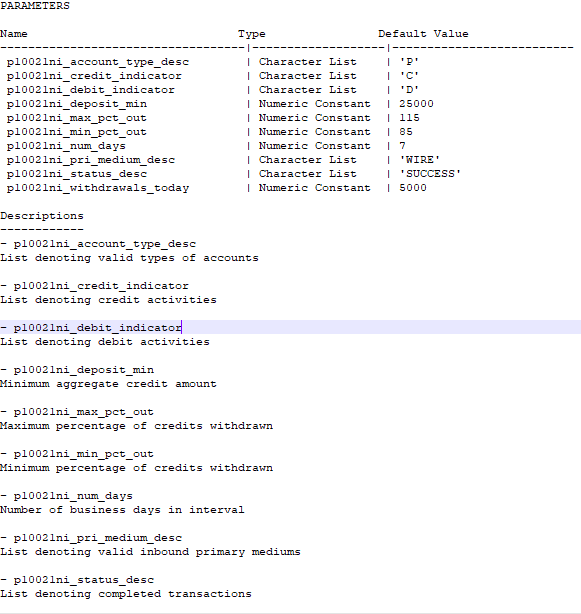 PARAMETERS
Name Type Default Value
-----------------------------------|-------------------|--------------------------
p10021ni_account_type_desc | Character List | 'P'
p10021ni_credit_indicator | Character List | 'C'
p10021ni_debit_indicator | Character List | 'D'
p10021ni_deposit_min | Numeric Constant | 25000
p10021ni_max_pct_out | Numeric Constant | 115
p10021ni_min_pct_out | Numeric Constant | 85
p10021ni_num_days | Numeric Constant | 7
p10021ni_pri_medium_desc | Character List | 'WIRE'
p10021ni_status_desc | Character List | 'SUCCESS'
p10021ni_withdrawals_today | Numeric Constant | 5000
Descriptions
------------
- p10021ni_account_type_desc
List denoting valid types of accounts
- p10021ni_credit_indicator
List denoting credit activities
- p10021ni_debit_indicator
List denoting debit activities
- p10021ni_deposit_min
Minimum aggregate credit amount
- p10021ni_max_pct_out
Maximum percentage of credits withdrawn
- p10021ni_min_pct_out
Minimum percentage of credits withdrawn
- p10021ni_num_days
Number of business days in interval
- p10021ni_pri_medium_desc
List denoting valid inbound primary mediums
- p10021ni_status_desc
List denoting completed transactions